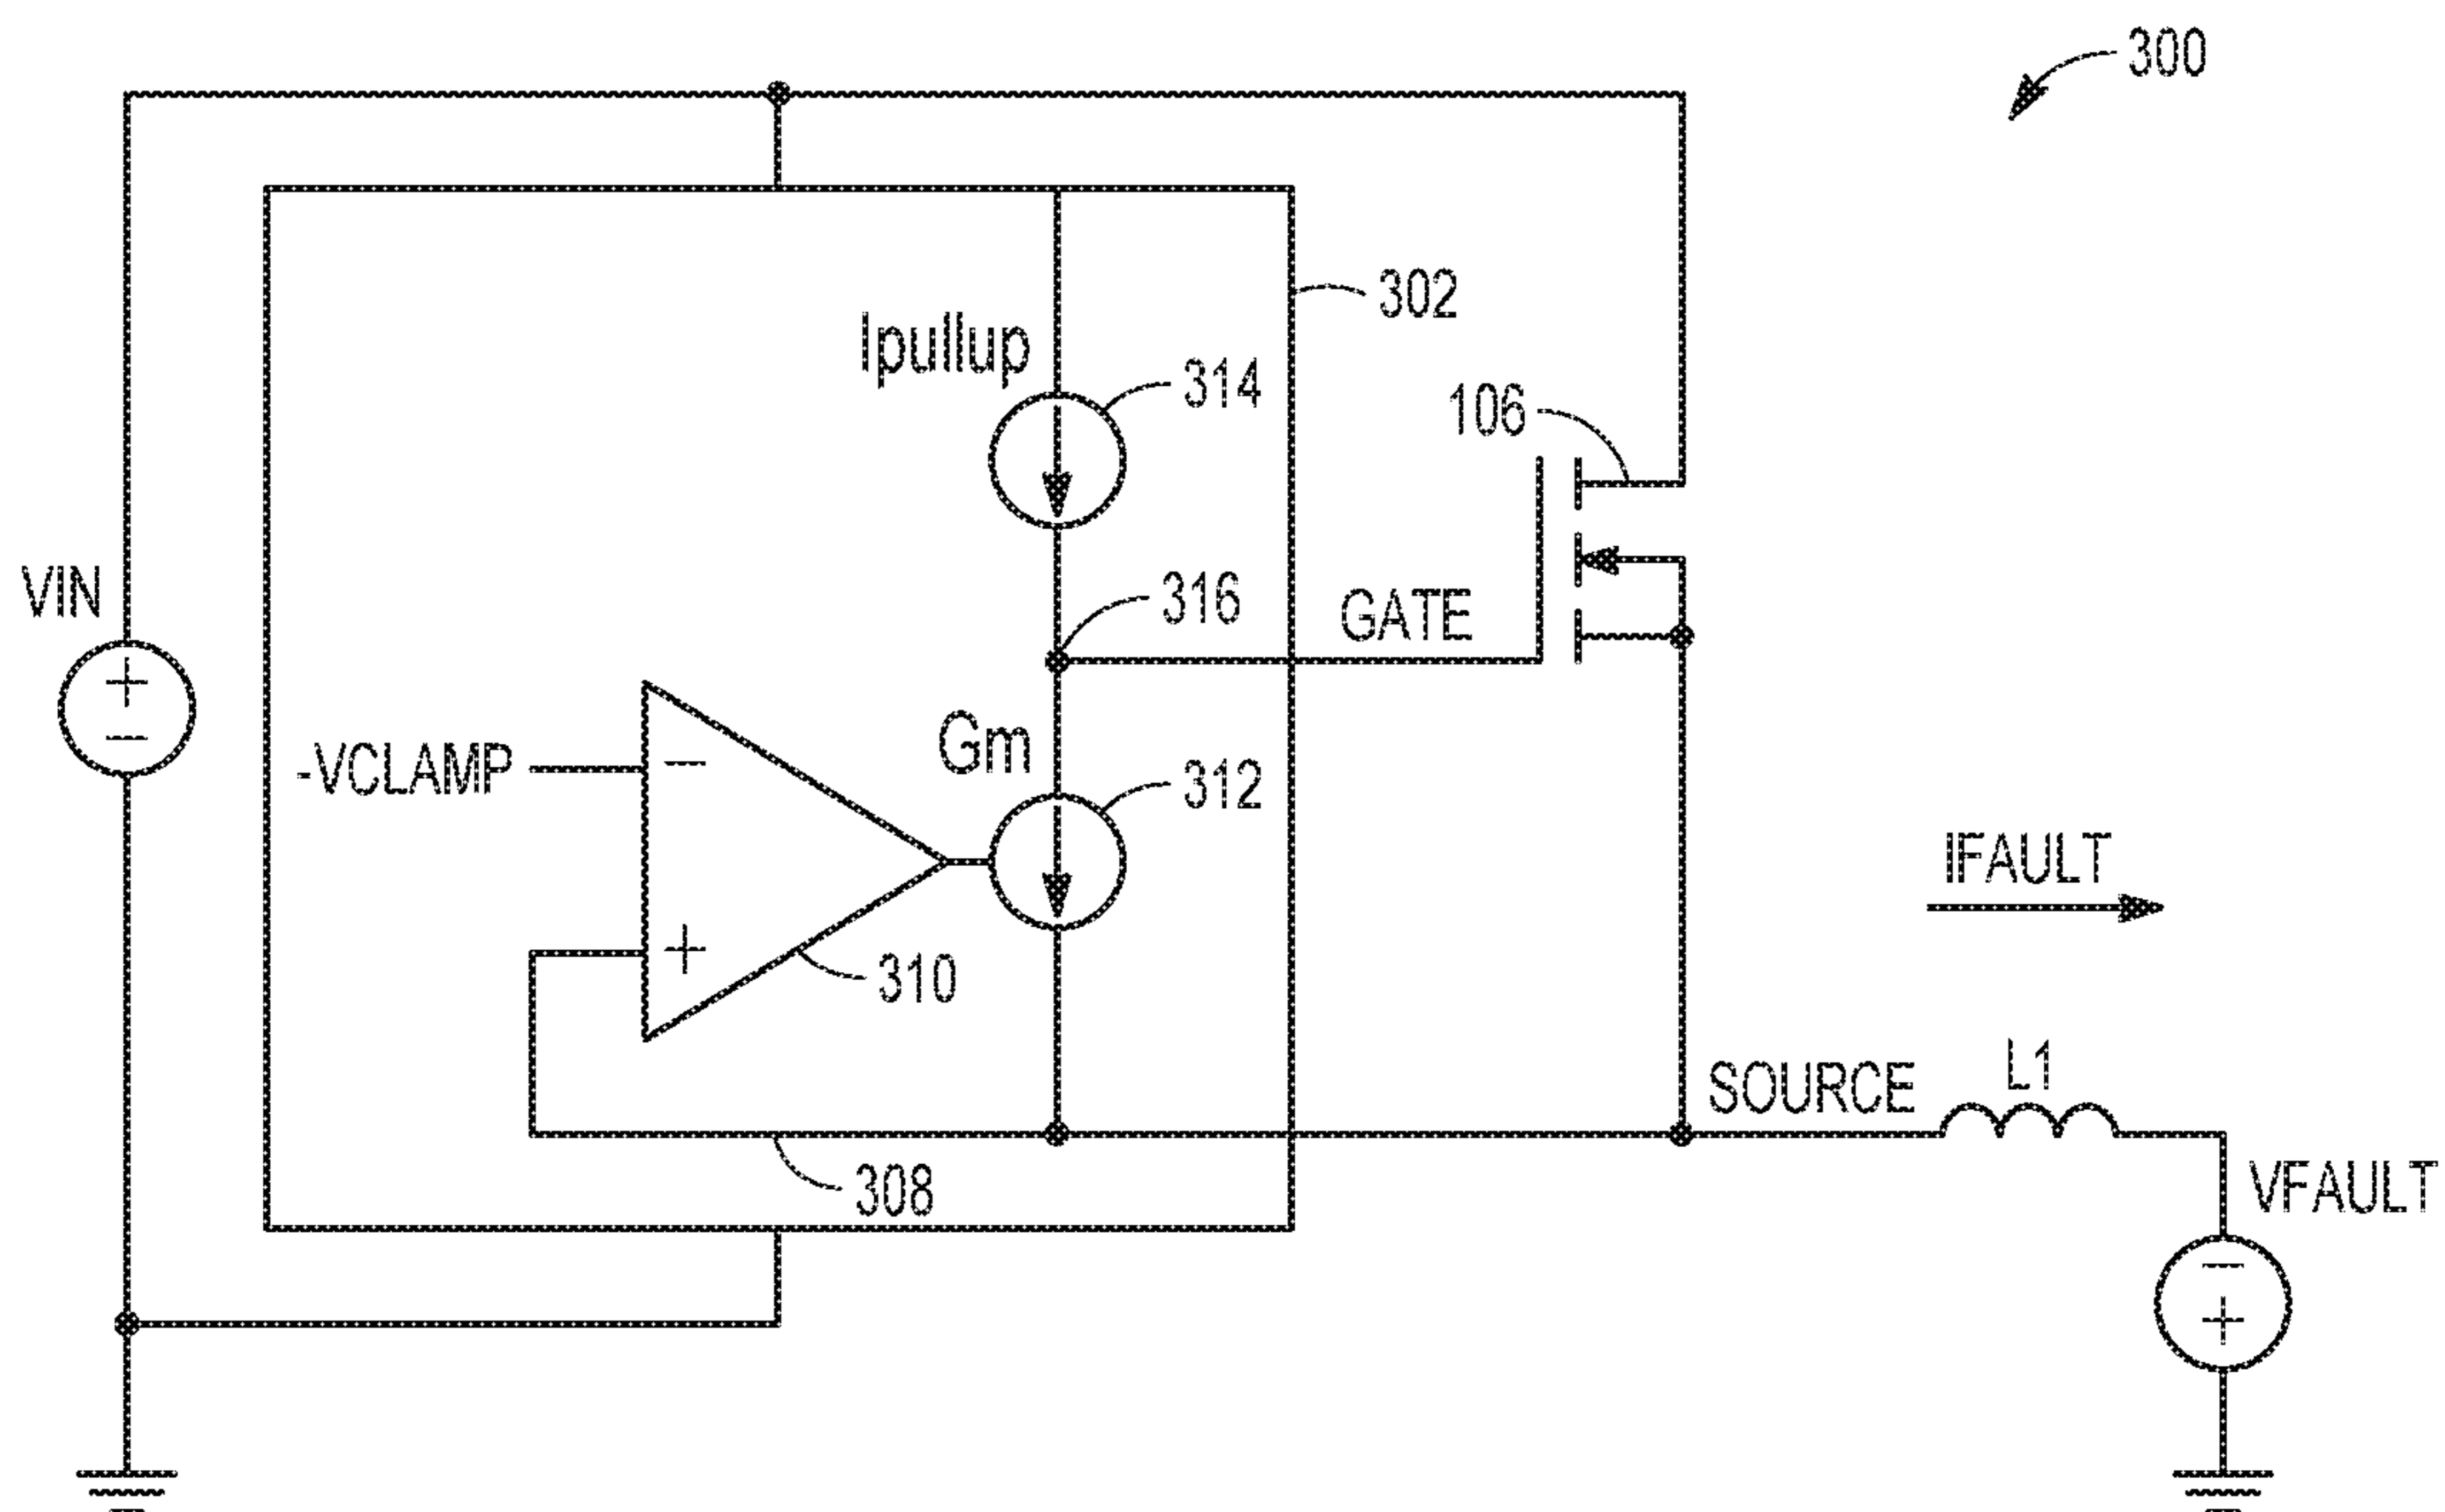 300
302
Ipullup
314
106
VIN
316
GATE
Gm
-VCLAMP
312
+
−
−
+
310
IFAULT
308
SOURCE
L1
VFAULT
−
+